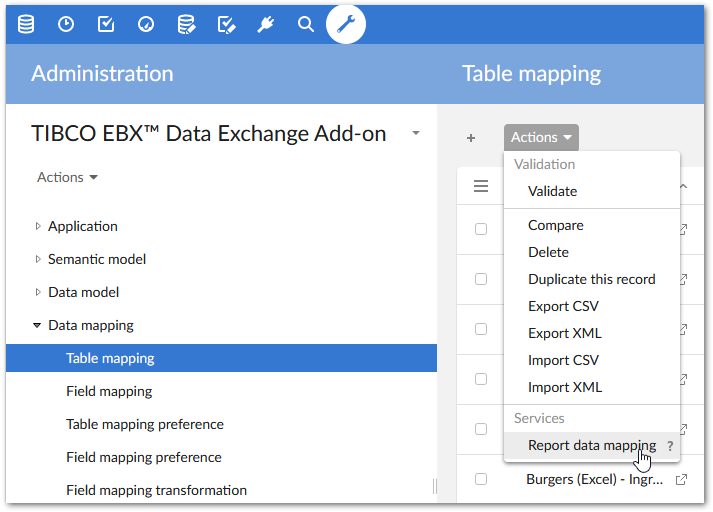 Administration
Table mapping
TIBCO EBX™ Data Exchange Add-on
Actions
Application
Semantic model
Data model
Data mapping
Table mapping
Field mapping
Table mapping preference
Field mapping preference
Field mapping transformation
+
Actions
Validation
Validate
Compare
Delete
Duplicate this record
Export CSV
Export XML
Import CSV
Import XML
Services
Report data mapping ?
Burgers (Excel) - Ingr...